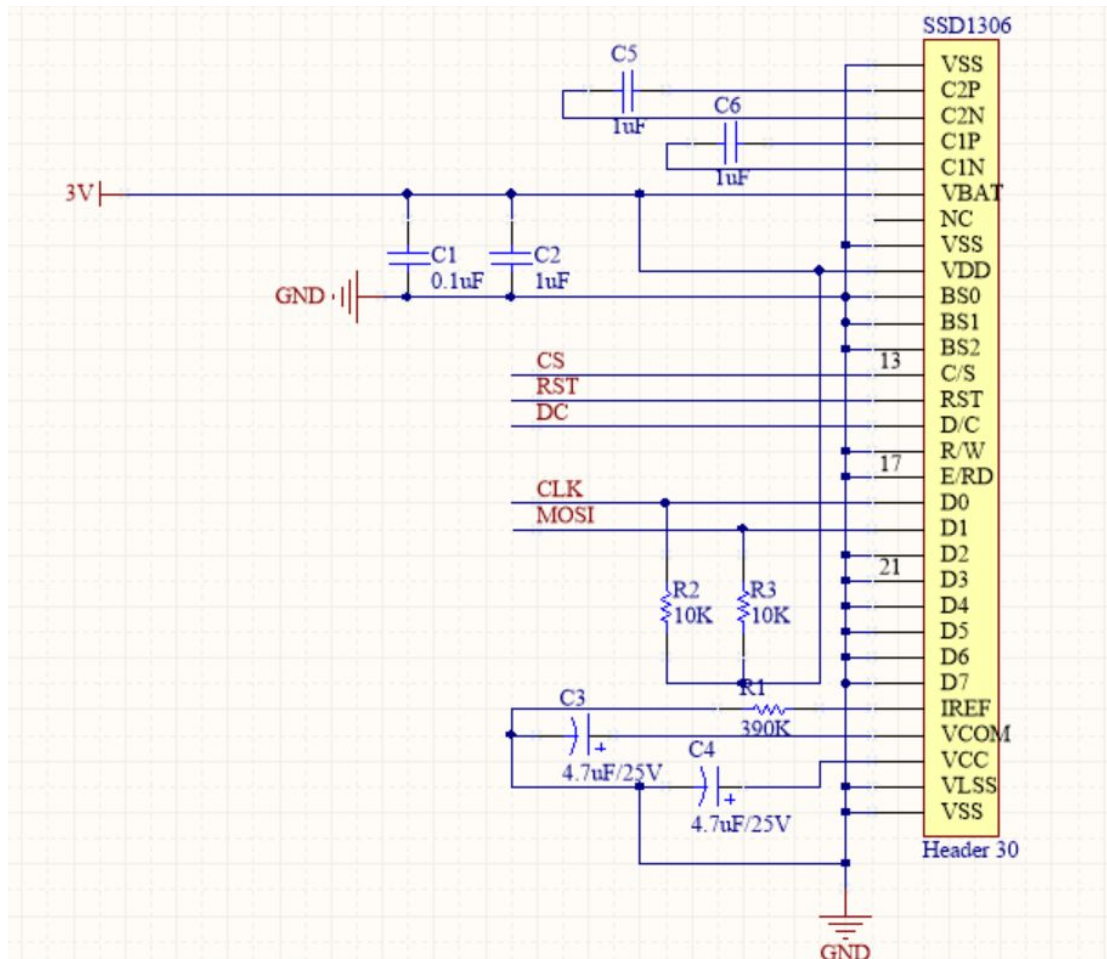 SSD1306
C5
VSS
C2P
1uF
C2N
C6
C1P
1uF
C1N
3V
VBAT
NC
VSS
C1
0.1uF
C2
1uF
VDD
GND
BS0
BS1
BS2
CS
13
C/S
RST
RST
DC
D/C
R/W
17
E/RD
CLK
D0
MOSI
D1
D2
21
D3
R2
10K
R3
10K
D4
D5
D6
D7
R1
390K
IREF
C3
4.7uF/25V
VCOM
C4
4.7uF/25V
VCC
VLSS
VSS
Header 30
GND